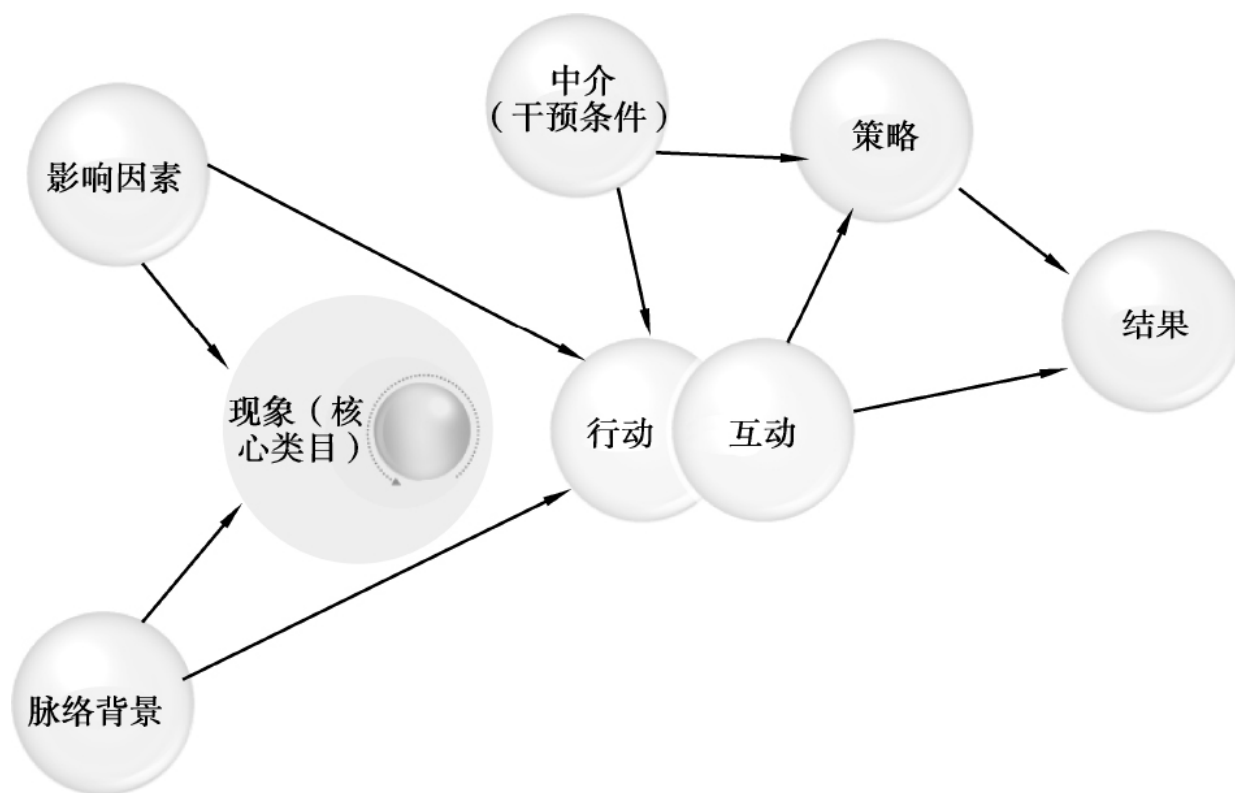 中介
（干预条件）
策略
影响因素
结果
现象（核
心类目）
行动
互动
脉络背景